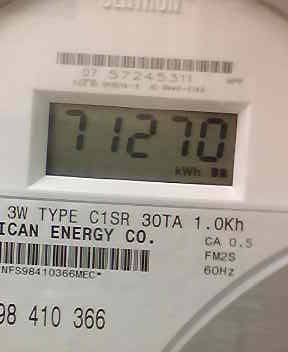 07 57245311
71270
kWh
3W TYPE C1SR 30TA 1.0Kh
ICAN ENERGY CO.
CA 0.5
FM2S
60Hz
NFS98410366MEC*
98 410 366